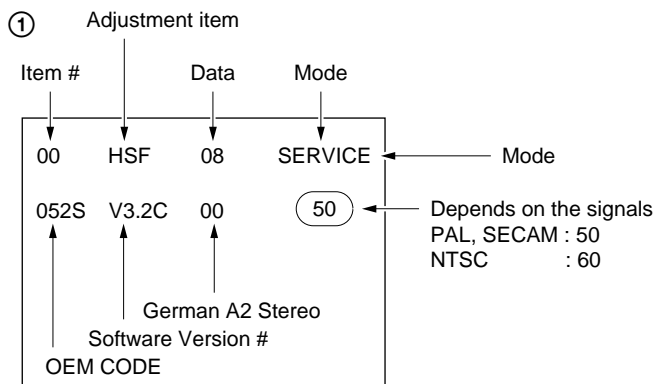 ① Adjustment item
Item # Data Mode
00 HSF 08 SERVICE Mode
052S V3.2C 00 50 Depends on the signals
PAL, SECAM : 50
NTSC : 60
German A2 Stereo
Software Version #
OEM CODE